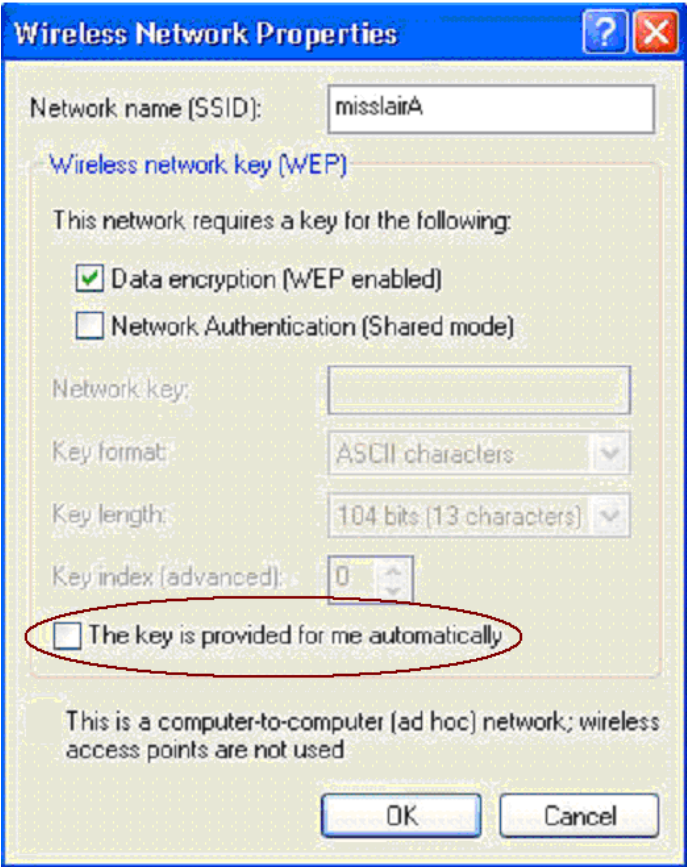 Wireless Network Properties
Network name (SSID): misslairA
Wireless network key (WEP)
This network requires a key for the following:
Data encryption (WEP enabled)
Network Authentication (Shared mode)
Network key:
Key format: ASCII characters
Key length: 104 bits (13 characters)
Key index (advanced): 0
The key is provided for me automatically
This is a computer-to-computer (ad hoc) network; wireless
access points are not used
OK Cancel